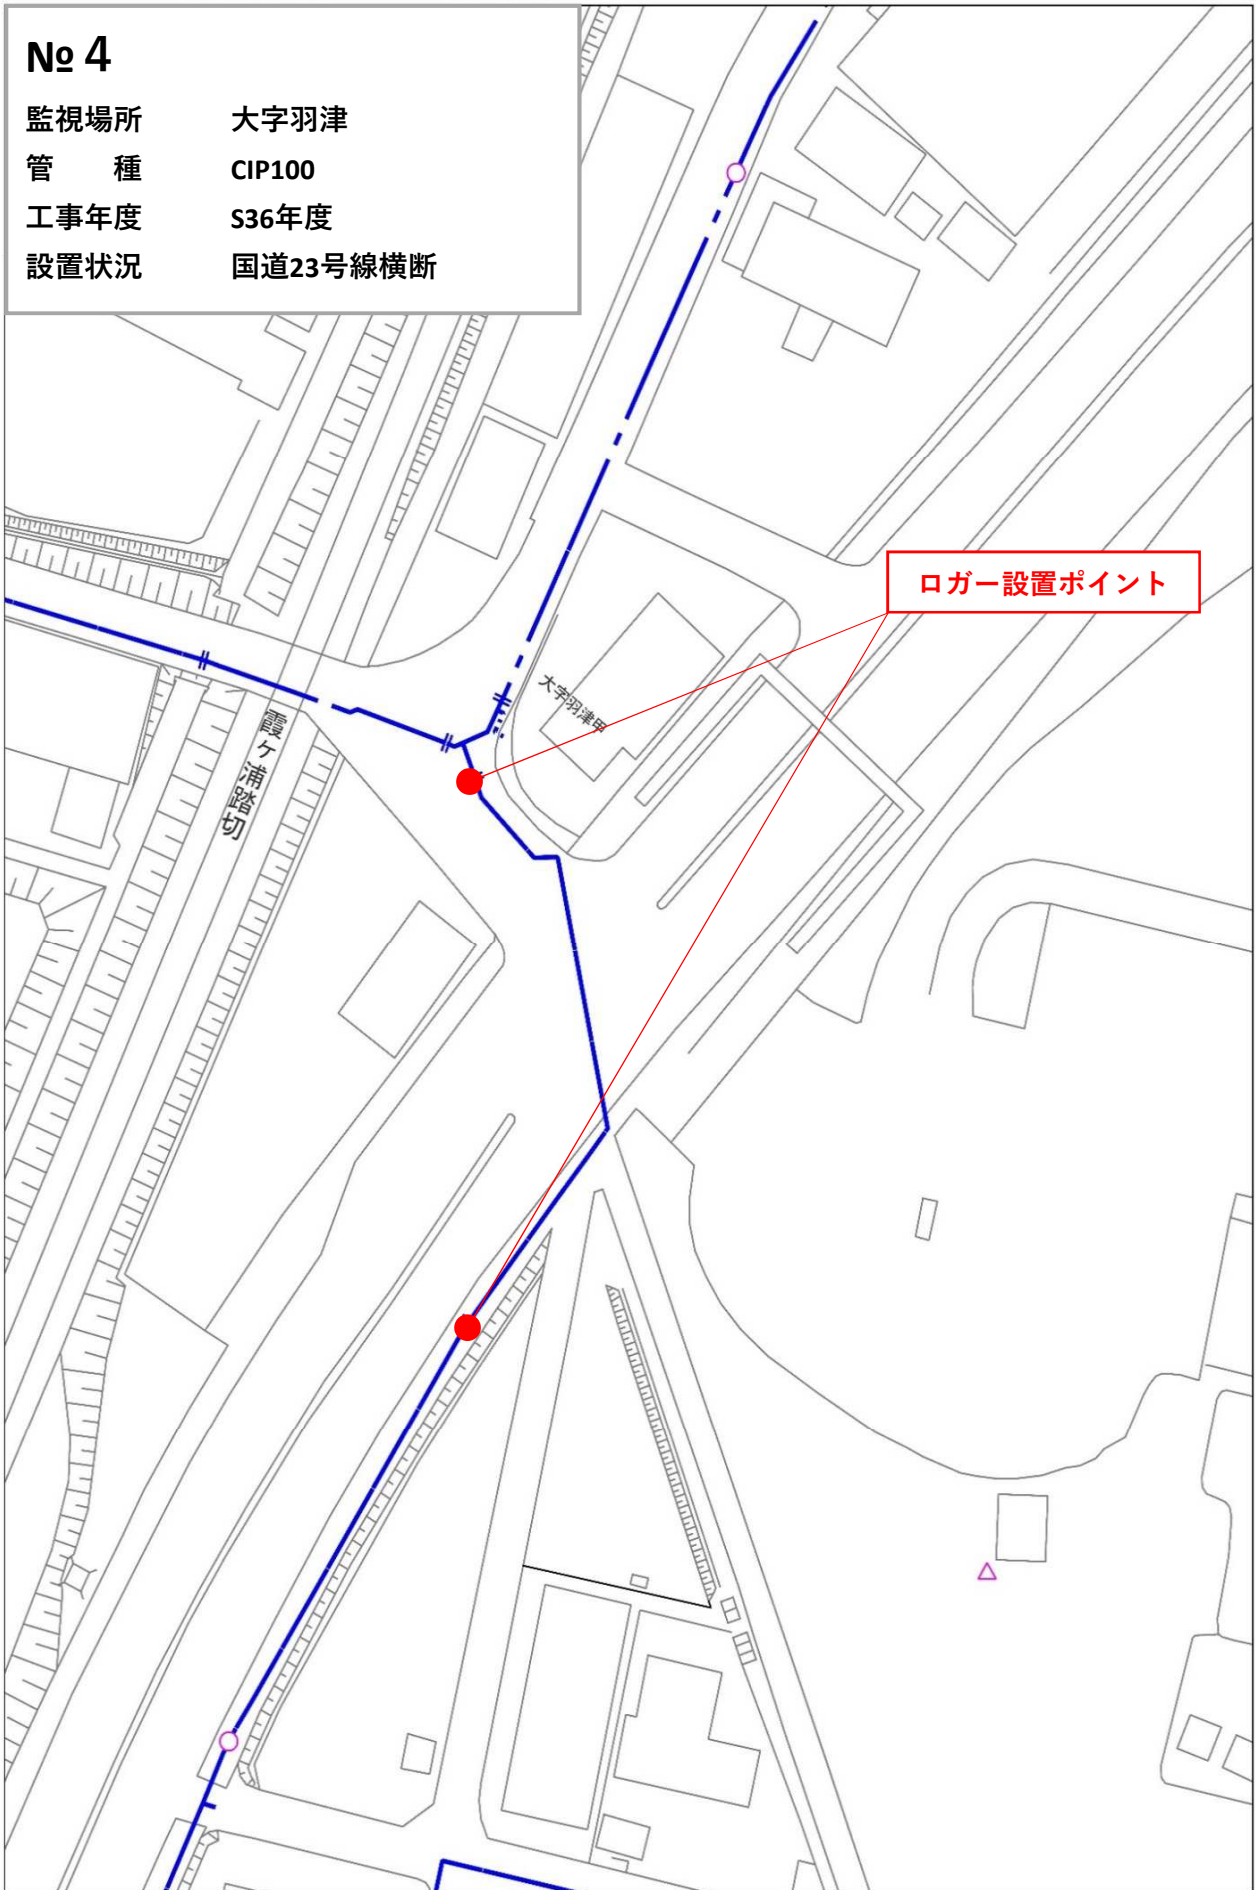 № 4
監視場所 大字羽津
管 種 CIP100
工事年度 S36年度
設置状況 国道23号線横断
ロガー設置ポイント
大字羽津甲
霞ヶ浦踏切